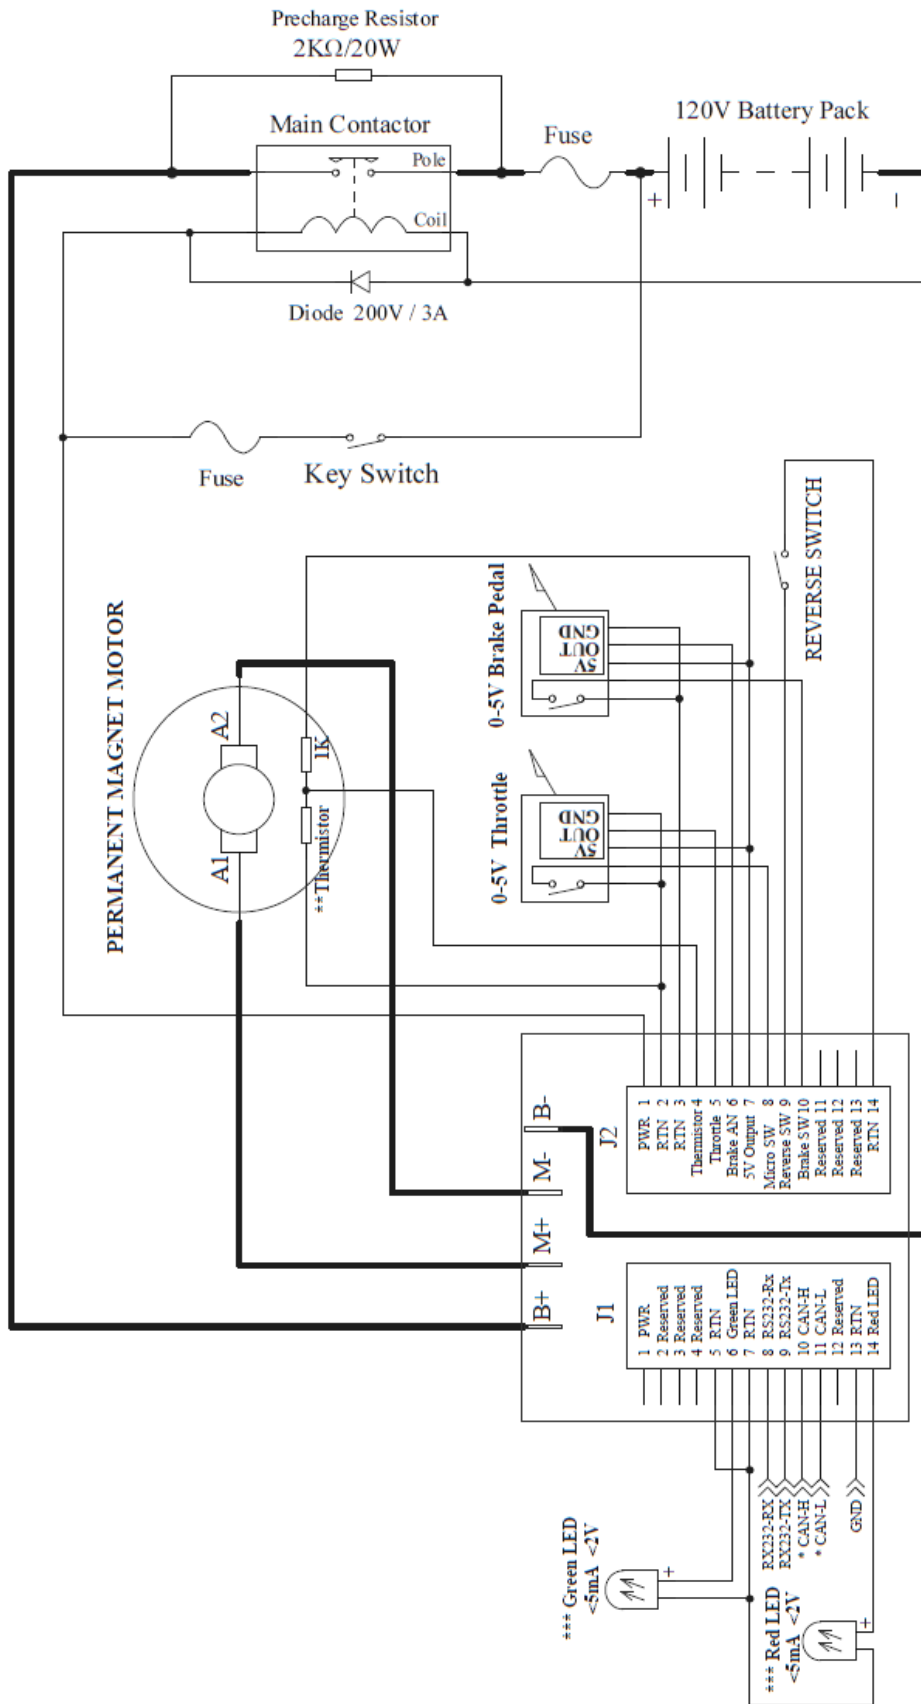 Precharge Resistor
2KΩ/20W
120V Battery Pack
Main Contactor
Fuse
Pole
Coil
+
-
Diode 200V / 3A
Fuse
Key Switch
REVERSE SWITCH
0-5V Brake Pedal
GND
OUT
5V
PERMANENT MAGNET MOTOR
A2
A1
1K
**Thermistor
0-5V Throttle
GND
OUT
5V
B-
M-
M+
B+
J2
PWR 1
RTN 2
RTN 3
Thermistor 4
Throttle 5
Brake AN 6
5V Output 7
Micro SW 8
Reverse SW 9
Brake SW10
Reserved 11
Reserved 12
Reserved 13
RTN 14
J1
1 PWR
2 Reserved
3 Reserved
4 Reserved
5 RTN
6 Green LED
7 RTN
8 RS232-Rx
9 RS232-Tx
10 CAN-H
11 CAN-L
12 Reserved
13 RTN
14 Red LED
RX232-RX
RX232-TX
* CAN-H
* CAN-L
GND
*** Green LED
<5mA <2V
+
*** Red LED
<5mA <2V
+